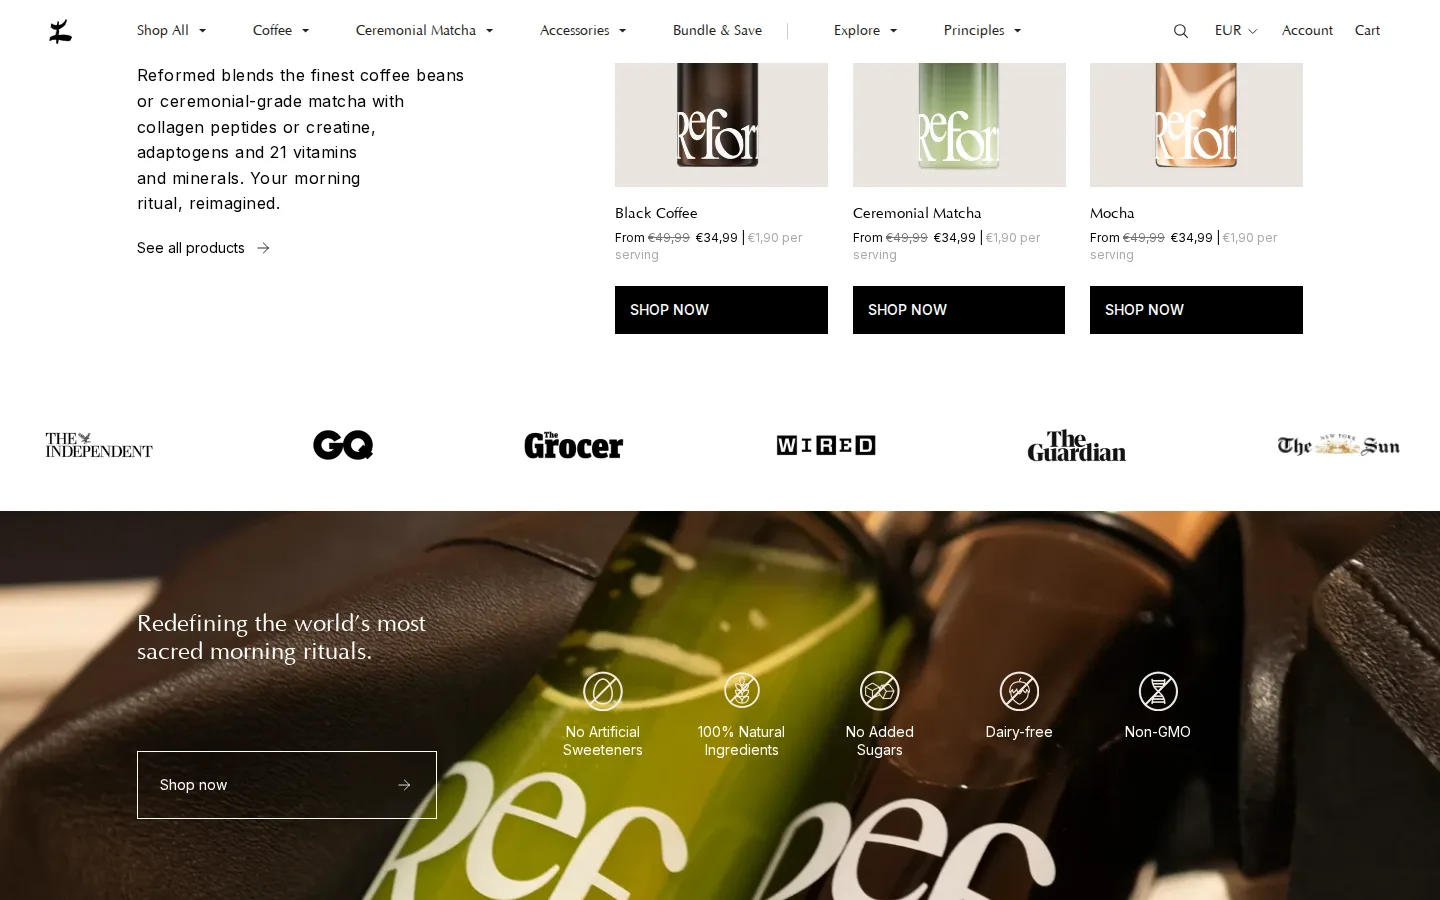 Shop All
Coffee
Ceremonial Matcha
Accessories
Bundle & Save
Explore
Principles
EUR
Account
Cart
Reformed blends the finest coffee beans
or ceremonial-grade matcha with
collagen peptides or creatine,
adaptogens and 21 vitamins
and minerals. Your morning
ritual, reimagined.
See all products
Black Coffee
From €49,99 €34,99 | €1,90 per
serving
SHOP NOW
Ceremonial Matcha
From €49,99 €34,99 | €1,90 per
serving
SHOP NOW
Mocha
From €49,99 €34,99 | €1,90 per
serving
SHOP NOW
THE
INDEPENDENT
GQ
The
Grocer
WIRED
The
Guardian
The NEW YORK Sun
Redefining the world's most
sacred morning rituals.
Shop now
No Artificial
Sweeteners
100% Natural
Ingredients
No Added
Sugars
Dairy-free
Non-GMO
Ref
Ref